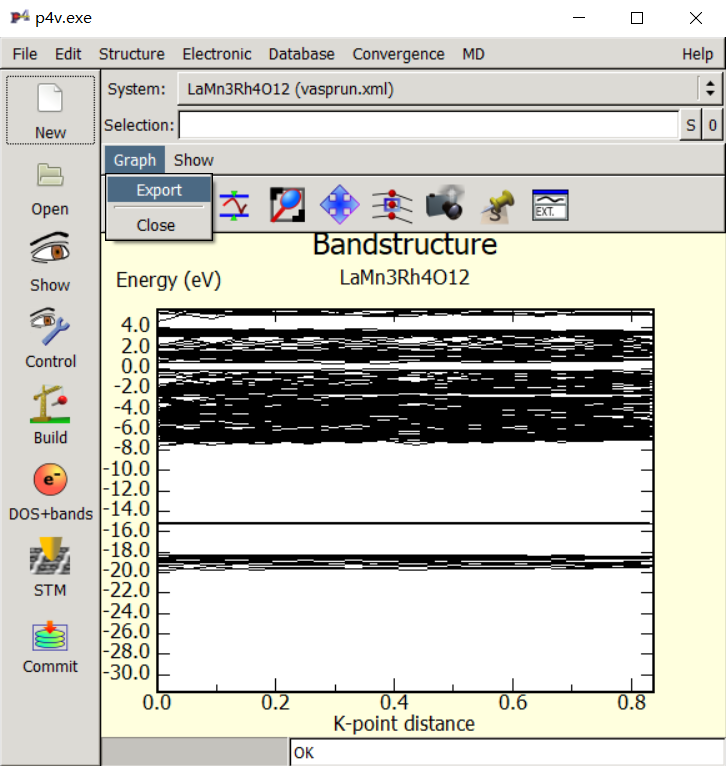 p4v.exe
File Edit Structure Electronic Database Convergence MD Help
System: LaMn3Rh4O12 (vasprun.xml)
Selection: S 0
Graph Show
Export
Close
EXT.
New
Open
Show
Control
Build
e-
DOS+bands
STM
Commit
Bandstructure
LaMn3Rh4O12
Energy (eV)
4.0
2.0
0.0
-2.0
-4.0
-6.0
-8.0
-10.0
-12.0
-14.0
-16.0
-18.0
-20.0
-22.0
-24.0
-26.0
-28.0
-30.0
0.0 0.2 0.4 0.6 0.8
K-point distance
OK